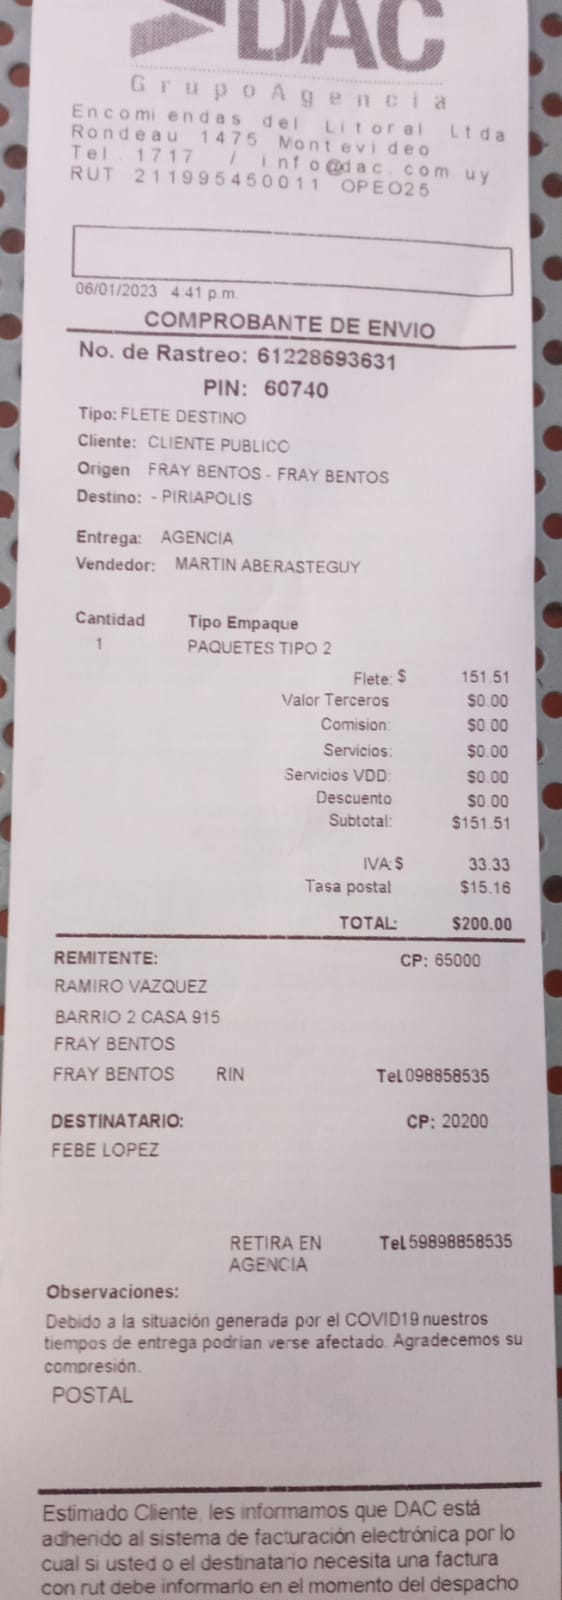 DAC
GrupoAgencia
Encomiendas del Litoral Ltda
Rondeau 1475 Montevideo
Tel 1717 / info@dac.com.uy
RUT 211995450011 OPEO25
06/01/2023 4:41 p.m.
COMPROBANTE DE ENVIO
No. de Rastreo: 61228693631
PIN: 60740
Tipo: FLETE DESTINO
Cliente: CLIENTE PUBLICO
Origen FRAY BENTOS - FRAY BENTOS
Destino: - PIRIAPOLIS
Entrega: AGENCIA
Vendedor: MARTIN ABERASTEGUY
Cantidad Tipo Empaque
1 PAQUETES TIPO 2
Flete: $ 151.51
Valor Terceros $0.00
Comision: $0.00
Servicios: $0.00
Servicios VDD: $0.00
Descuento $0.00
Subtotal: $151.51
IVA:$ 33.33
Tasa postal $15.16
TOTAL: $200.00
REMITENTE: CP: 65000
RAMIRO VAZQUEZ
BARRIO 2 CASA 915
FRAY BENTOS
FRAY BENTOS RIN Tel.098858535
DESTINATARIO: CP: 20200
FEBE LOPEZ
RETIRA EN Tel.59898858535
AGENCIA
Observaciones:
Debido a la situación generada por el COVID19 nuestros
tiempos de entrega podrian verse afectado. Agradecemos su
compresión.
POSTAL
Estimado Cliente, les informamos que DAC está
adherido al sistema de facturación electrónica por lo
cual si usted o el destinatario necesita una factura
con rut debe informarlo en el momento del despacho